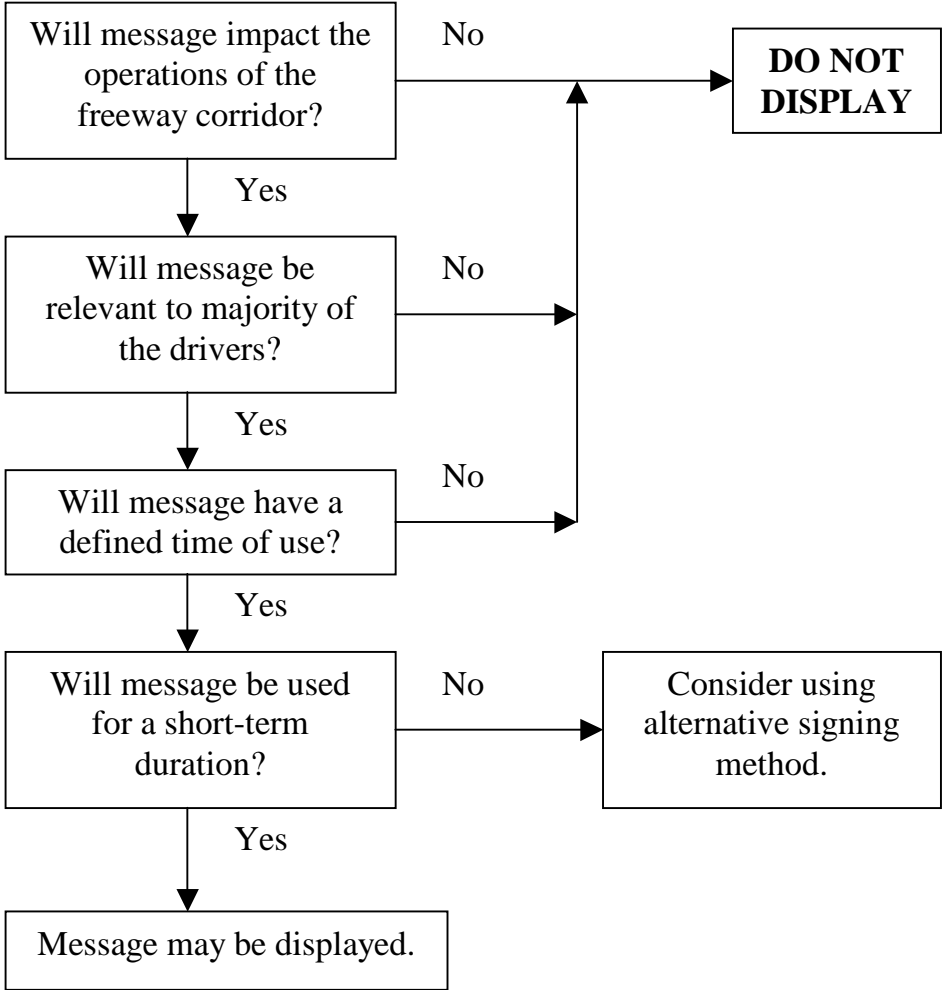 Will message impact the
operations of the
freeway corridor?
No
DO NOT
DISPLAY
Yes
Will message be
relevant to majority of
the drivers?
No
Yes
Will message have a
defined time of use?
No
Yes
Will message be used
for a short-term
duration?
No
Consider using
alternative signing
method.
Yes
Message may be displayed.